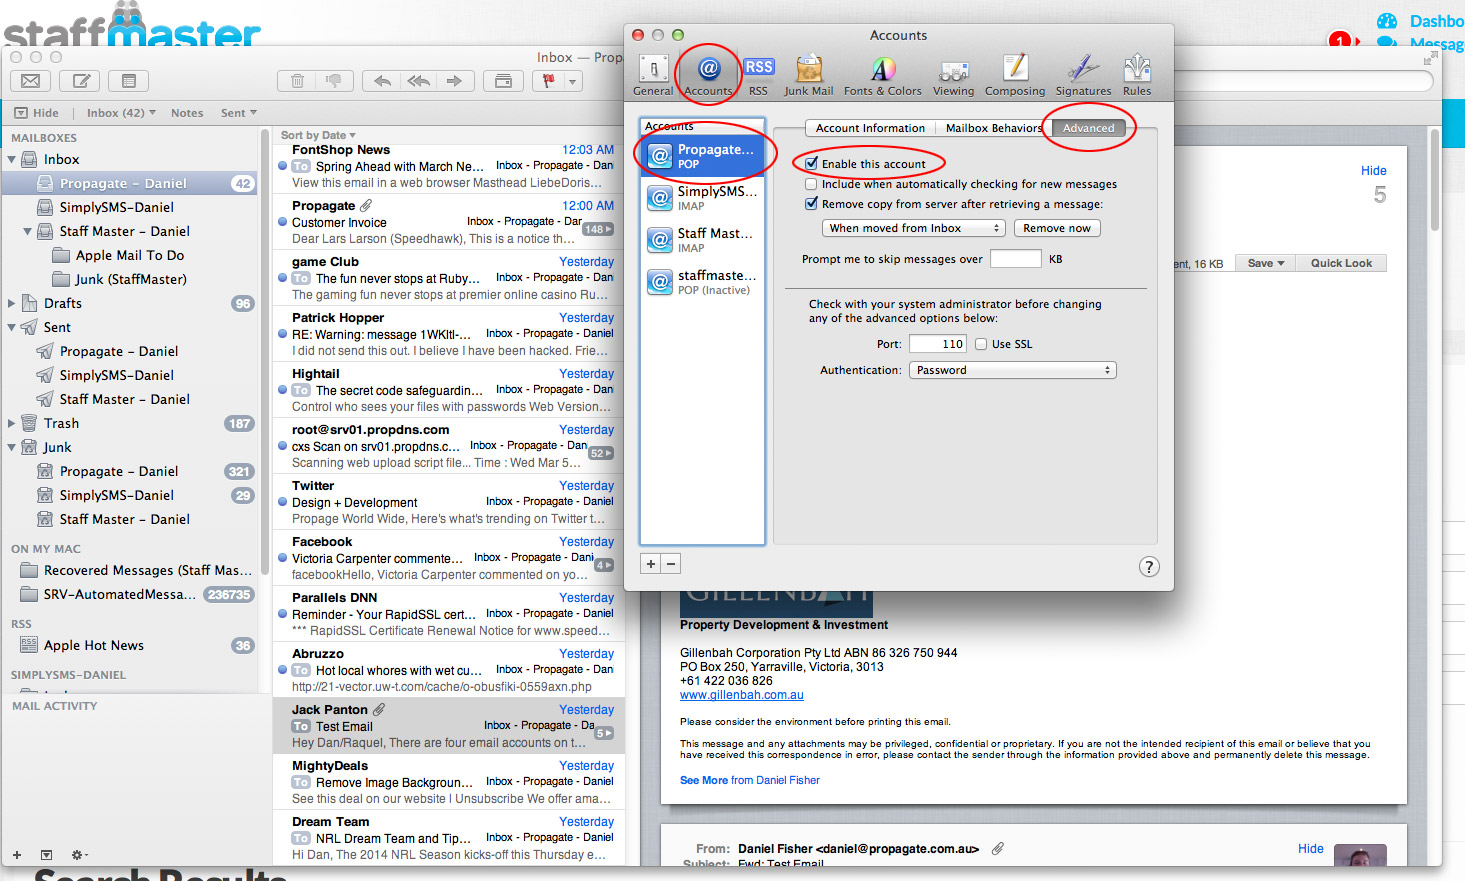 staffmaster
Dashbo
1
Messag
Inbox — Prop
Hide
Inbox (42)
Notes
Sent
MAILBOXES
Inbox
Propagate – Daniel 42
SimplySMS-Daniel
Staff Master – Daniel
Apple Mail To Do
Junk (StaffMaster)
Drafts 96
Sent
Propagate – Daniel
SimplySMS-Daniel
Staff Master – Daniel
Trash 187
Junk
Propagate – Daniel 321
SimplySMS-Daniel 29
Staff Master – Daniel
ON MY MAC
Recovered Messages (Staff Mas...
SRV-AutomatedMessa... 236735
RSS
Apple Hot News 36
SIMPLYSMS-DANIEL
MAIL ACTIVITY
Sort by Date
FontShop News 12:03 AM
To Spring Ahead with March Ne... Inbox - Propagate - Dan
View this email in a web browser Masthead LiebeDoris...
Propagate 12:00 AM
Customer Invoice Inbox - Propagate - Dar
Dear Lars Larson (Speedhawk), This is a notice th... 148
game Club Yesterday
To The fun never stops at Ruby... Inbox - Propagate - Dan
The gaming fun never stops at premier online casino Ru...
Patrick Hopper Yesterday
RE: Warning: message 1WKItl-... Inbox - Propagate - Daniel
I did not send this out. I believe I have been hacked. Frie...
Hightail Yesterday
To The secret code safeguardin... Inbox - Propagate - Dan
Control who sees your files with passwords Web Version...
root@srv01.propdns.com Yesterday
cxs Scan on srv01.propdns.c... Inbox - Propagate - Dan
Scanning web upload script file... Time : Wed Mar 5... 52
Twitter Yesterday
Design + Development Inbox - Propagate - Daniel
Propage World Wide, Here's what's trending on Twitter t...
Facebook Yesterday
Victoria Carpenter commente... Inbox - Propagate - Dani
facebookHello, Victoria Carpenter commented on yo... 4
Parallels DNN Yesterday
Reminder - Your RapidSSL cert... Inbox - Propagate - Daniel
*** RapidSSL Certificate Renewal Notice for www.speed...
Abruzzo Yesterday
To Hot local whores with wet cu... Inbox - Propagate - Dan
http://21-vector.uw-t.com/cache/o-obusfiki-0559axn.php
Jack Panton Yesterday
To Test Email Inbox - Propagate - Da
Hey Dan/Raquel, There are four email accounts on t... 5
MightyDeals Yesterday
To Remove Image Backgroun... Inbox - Propagate - Daniel
See this deal on our website | Unsubscribe We offer ama...
Dream Team Yesterday
To NRL Dream Team and Tip... Inbox - Propagate - Daniel
Hi Dan, The 2014 NRL Season kicks-off this Thursday e...
Accounts
General
Accounts
RSS
RSS
Junk Mail
Fonts & Colors
Viewing
Composing
Signatures
Rules
Accounts
Propagate...
POP
SimplySMS...
IMAP
Staff Mast...
IMAP
staffmaste...
POP (Inactive)
Account Information
Mailbox Behaviors
Advanced
Enable this account
Include when automatically checking for new messages
Remove copy from server after retrieving a message:
When moved from Inbox
Remove now
Prompt me to skip messages over KB
Check with your system administrator before changing
any of the advanced options below:
Port: 110 Use SSL
Authentication: Password
+ −
?
Hide
5
ent, 16 KB
Save
Quick Look
GILLENBAH
Property Development & Investment
Gillenbah Corporation Pty Ltd ABN 86 326 750 944
PO Box 250, Yarraville, Victoria, 3013
+61 422 036 826
www.gillenbah.com.au
Please consider the environment before printing this email.
This message and any attachments may be privileged, confidential or proprietary. If you are not the intended recipient of this email or believe that you
have received this correspondence in error, please contact the sender through the information provided above and permanently delete this message.
See More from Daniel Fisher
From: Daniel Fisher <daniel@propagate.com.au>
Hide
Subject: Fwd: Test Email
Search Results